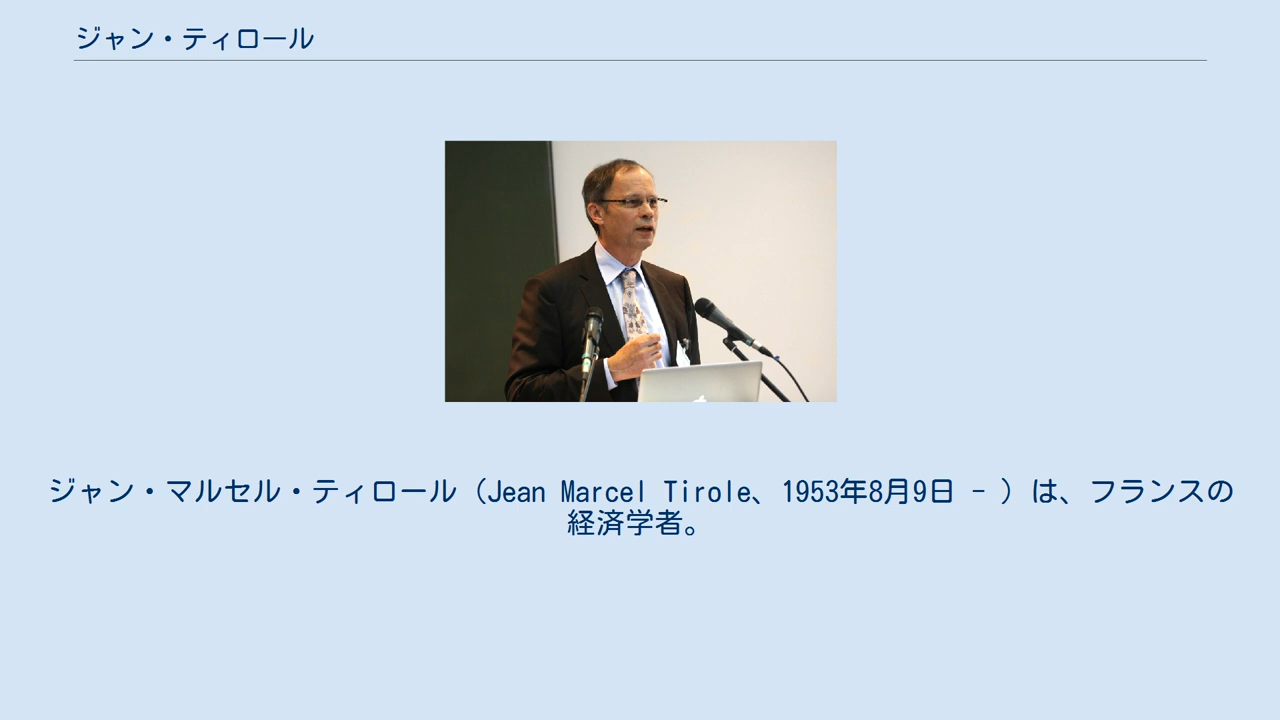 ジャン・ティロール
ジャン・マルセル・ティロール（Jean Marcel Tirole、1953年8月9日 - ）は、フランスの
経済学者。